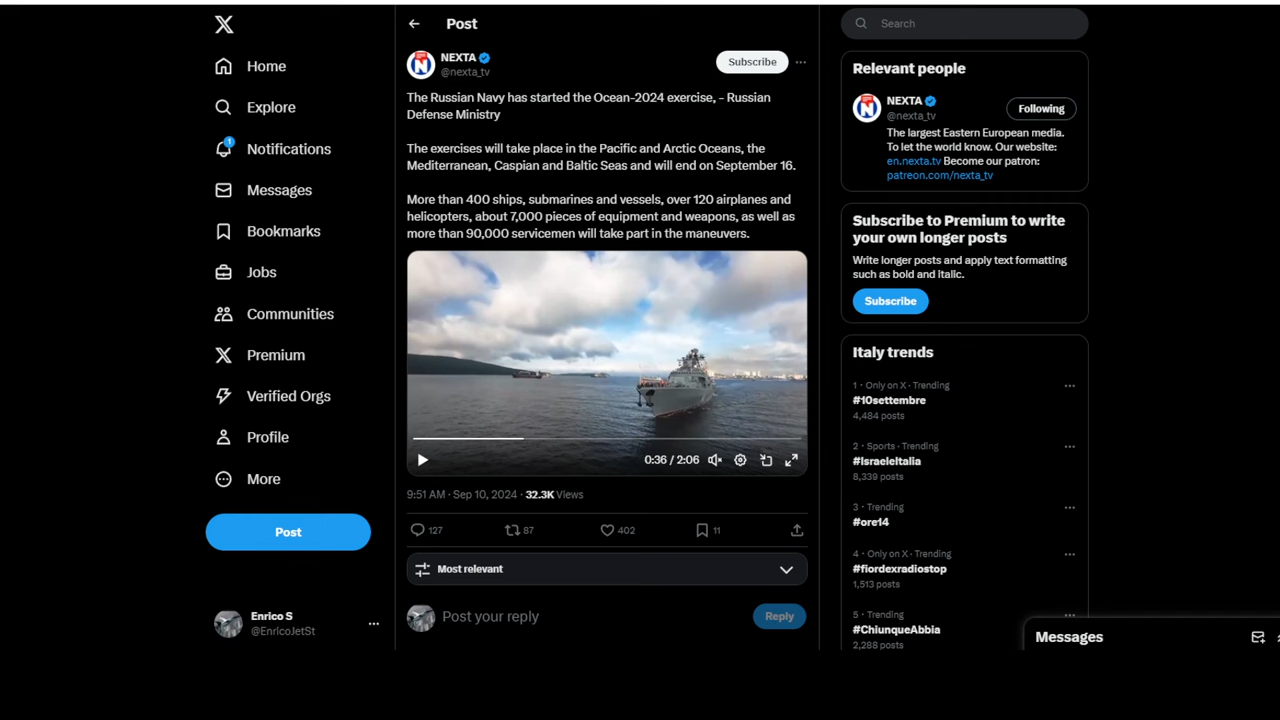 Home
Explore
1
Notifications
Messages
Bookmarks
Jobs
Communities
Premium
Verified Orgs
Profile
More
Post
Enrico S
@EnricoJetSt
Post
NEXTA
@nexta_tv
Subscribe
The Russian Navy has started the Ocean-2024 exercise, - Russian
Defense Ministry
The exercises will take place in the Pacific and Arctic Oceans, the
Mediterranean, Caspian and Baltic Seas and will end on September 16.
More than 400 ships, submarines and vessels, over 120 airplanes and
helicopters, about 7,000 pieces of equipment and weapons, as well as
more than 90,000 servicemen will take part in the maneuvers.
0:36 / 2:06
9:51 AM · Sep 10, 2024 · 32.3K Views
127 87 402 11
Most relevant
Post your reply
Reply
Search
Relevant people
NEXTA
@nexta_tv
Following
The largest Eastern European media.
To let the world know. Our website:
en.nexta.tv Become our patron:
patreon.com/nexta_tv
Subscribe to Premium to write
your own longer posts
Write longer posts and apply text formatting
such as bold and italic.
Subscribe
Italy trends
1 · Only on X · Trending
#10settembre
4,484 posts
2 · Sports · Trending
#IsraeleItalia
8,339 posts
3 · Trending
#ore14
4 · Only on X · Trending
#fiordexradiostop
1,513 posts
5 · Trending
#ChiunqueAbbia
2,288 posts
Messages